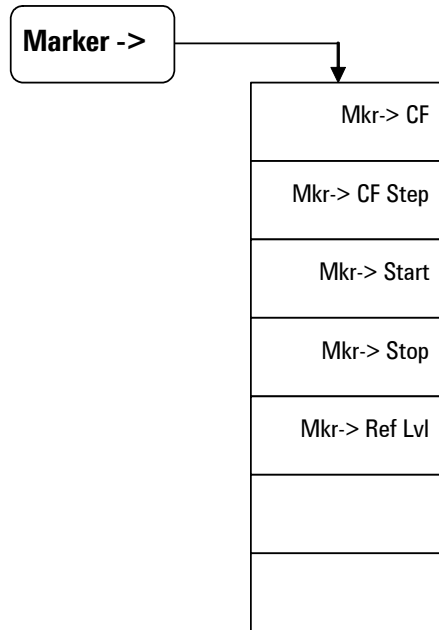 Marker ->
Mkr-> CF
Mkr-> CF Step
Mkr-> Start
Mkr-> Stop
Mkr-> Ref Lvl